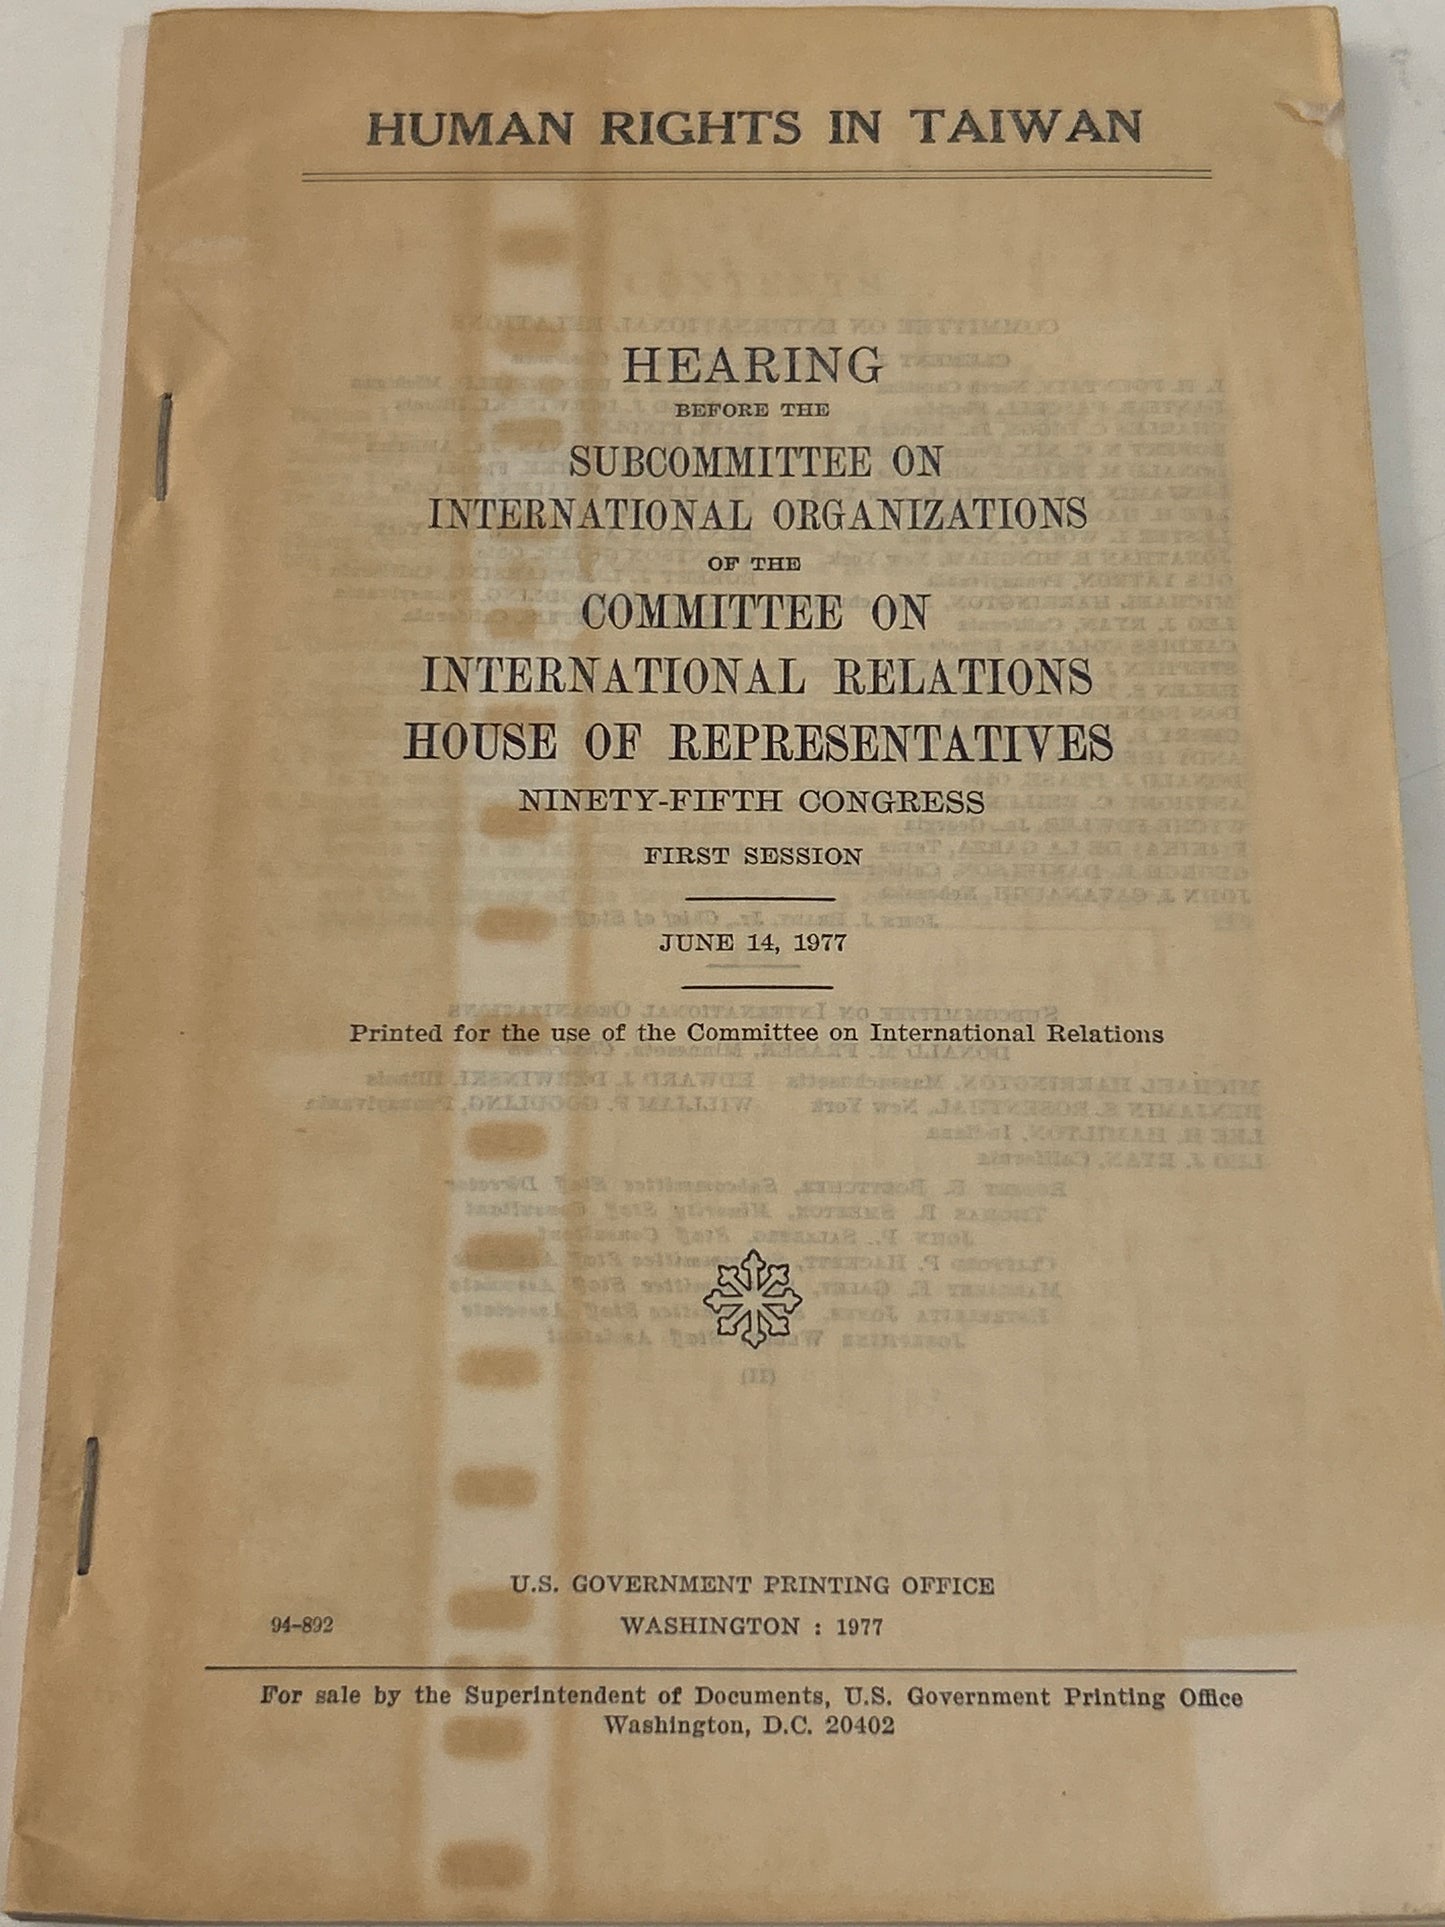 HUMAN RIGHTS IN TAIWAN
HEARING
BEFORE THE
SUBCOMMITTEE ON
INTERNATIONAL ORGANIZATIONS
OF THE
COMMITTEE ON
INTERNATIONAL RELATIONS
HOUSE OF REPRESENTATIVES
NINETY-FIFTH CONGRESS
FIRST SESSION
JUNE 14, 1977
Printed for the use of the Committee on International Relations
U.S. GOVERNMENT PRINTING OFFICE
94-892 WASHINGTON : 1977
For sale by the Superintendent of Documents, U.S. Government Printing Office
Washington, D.C. 20402